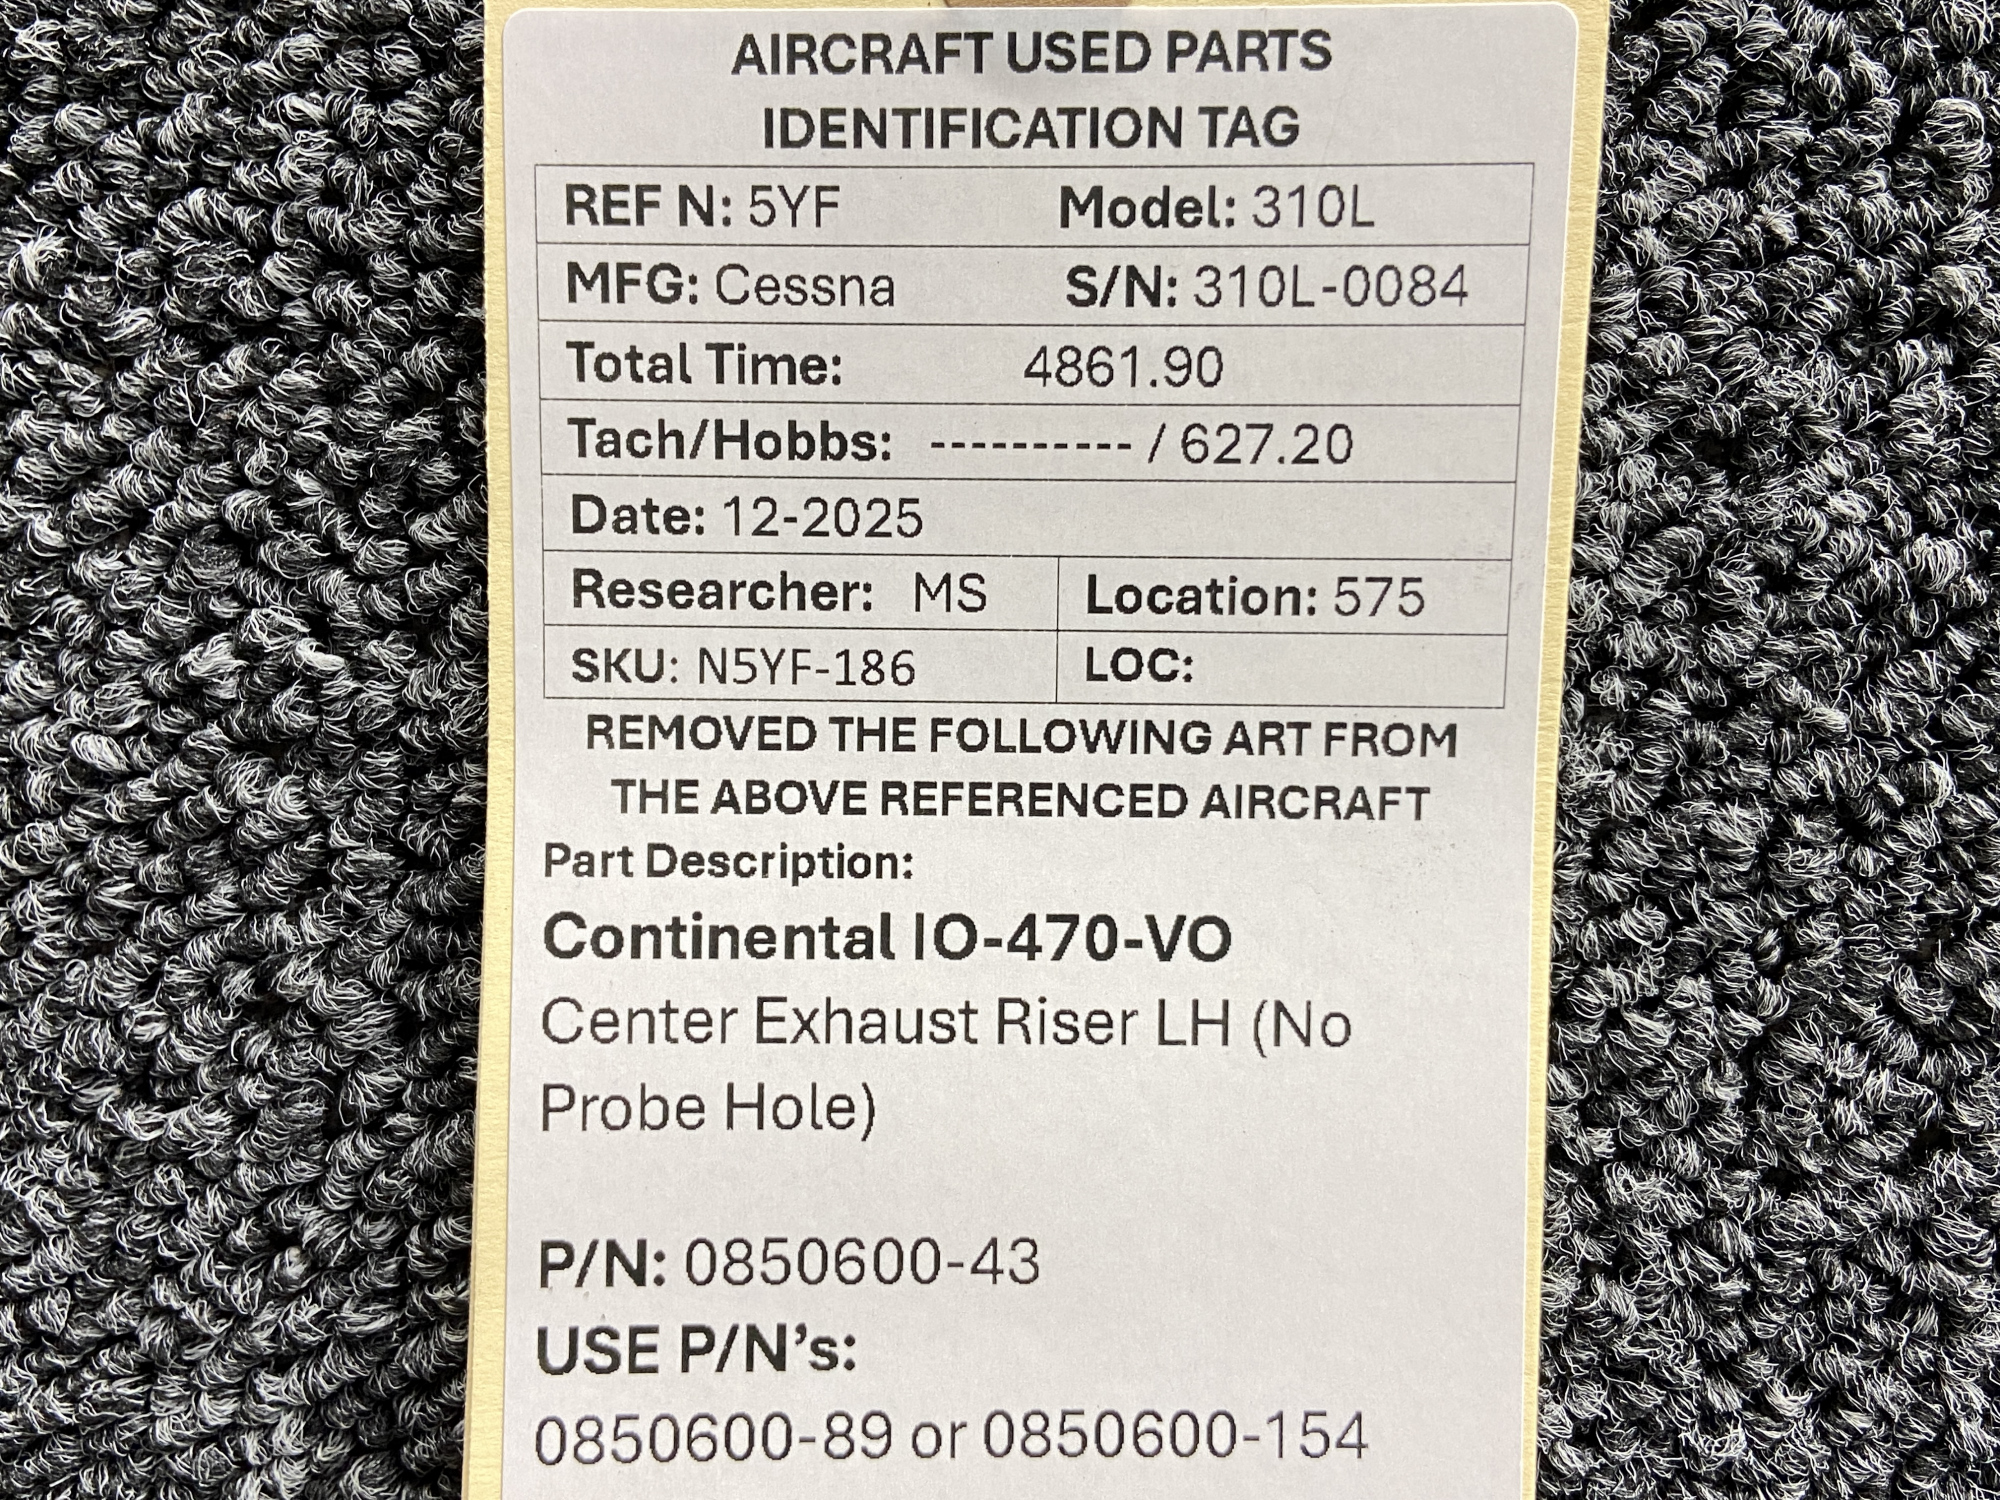 AIRCRAFT USED PARTS
IDENTIFICATION TAG
REF N: 5YF Model: 310L
MFG: Cessna S/N: 310L-0084
Total Time: 4861.90
Tach/Hobbs: ---------- / 627.20
Date: 12-2025
Researcher: MS Location: 575
SKU: N5YF-186 LOC:
REMOVED THE FOLLOWING ART FROM
THE ABOVE REFERENCED AIRCRAFT
Part Description:
Continental IO-470-VO
Center Exhaust Riser LH (No
Probe Hole)
P/N: 0850600-43
USE P/N’s:
0850600-89 or 0850600-154